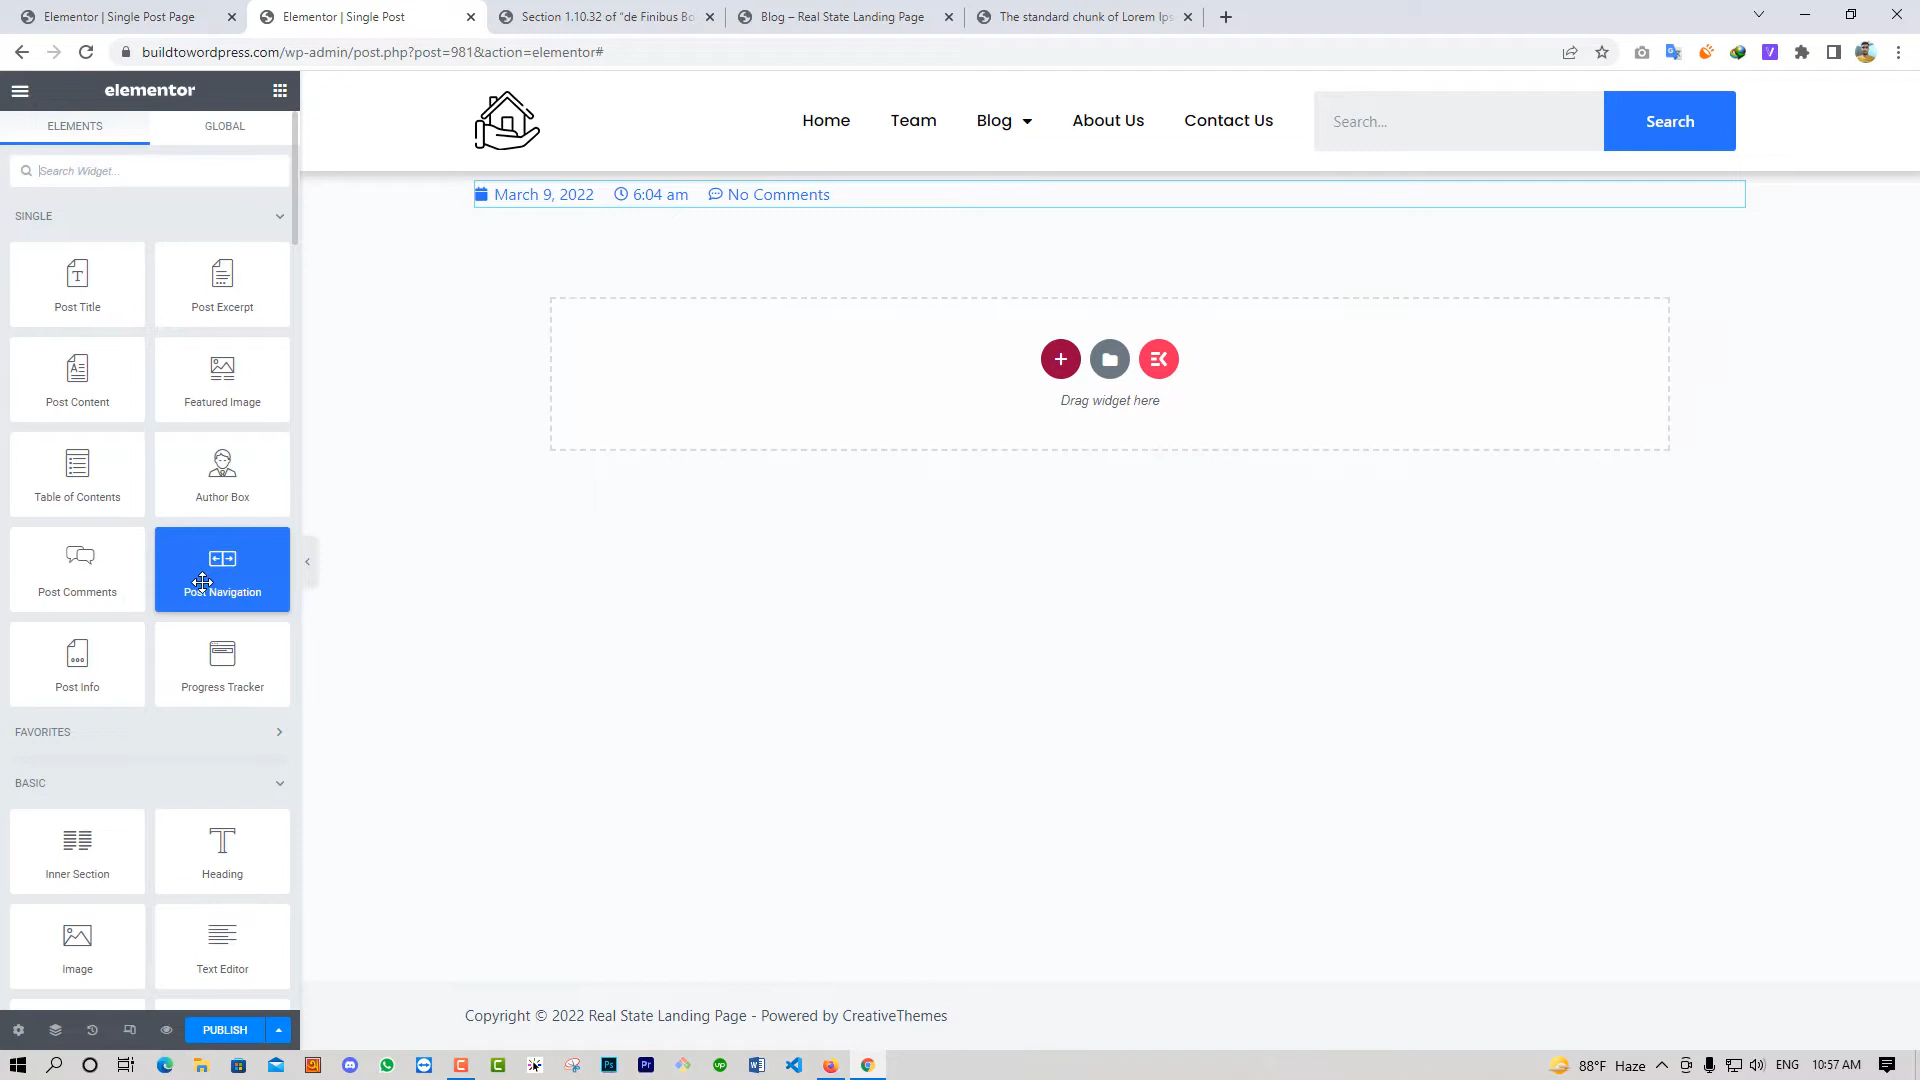 Elementor | Single Post Page
Elementor | Single Post
Section 1.10.32 of "de Finibus Bo
Blog – Real State Landing Page
The standard chunk of Lorem Ips
buildtowordpress.com/wp-admin/post.php?post=981&action=elementor#
elementor
ELEMENTS
GLOBAL
Search Widget...
SINGLE
Post Title
Post Excerpt
Post Content
Featured Image
Table of Contents
Author Box
Post Comments
Post Navigation
Post Info
Progress Tracker
FAVORITES
BASIC
Inner Section
Heading
Image
Text Editor
PUBLISH
Home
Team
Blog
About Us
Contact Us
Search...
Search
March 9, 2022
6:04 am
No Comments
Drag widget here
Copyright © 2022 Real State Landing Page - Powered by CreativeThemes
88°F Haze
ENG
10:57 AM